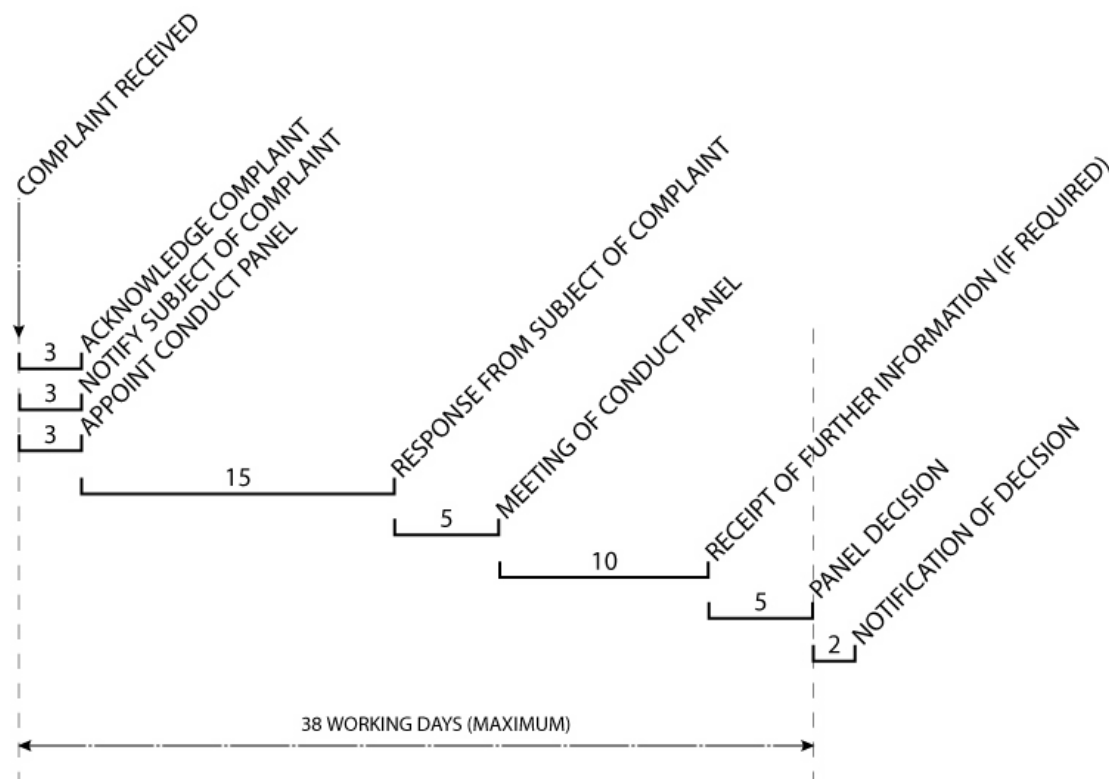 COMPLAINT RECEIVED
3
ACKNOWLEDGE COMPLAINT
3
NOTIFY SUBJECT OF COMPLAINT
3
APPOINT CONDUCT PANEL
15
RESPONSE FROM SUBJECT OF COMPLAINT
5
MEETING OF CONDUCT PANEL
10
RECEIPT OF FURTHER INFORMATION (IF REQUIRED)
5
PANEL DECISION
2
NOTIFICATION OF DECISION
38 WORKING DAYS (MAXIMUM)